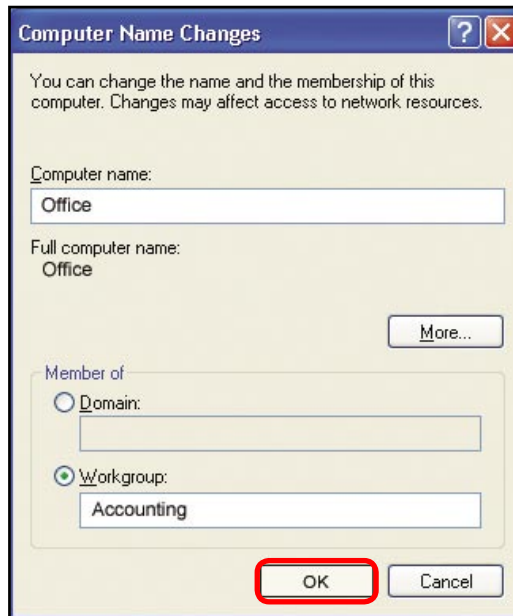 Computer Name Changes
You can change the name and the membership of this
computer. Changes may affect access to network resources.
Computer name:
Office
Full computer name:
Office
More...
Member of
Domain:
Workgroup:
Accounting
OK
Cancel